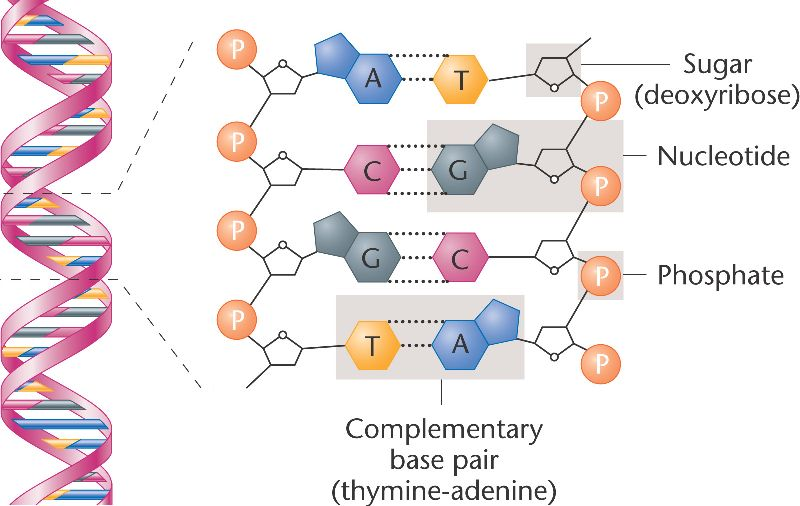 P
A
T
Sugar
(deoxyribose)
P
P
C
G
Nucleotide
P
P
G
C
P
Phosphate
P
T
A
P
Complementary
base pair
(thymine-adenine)